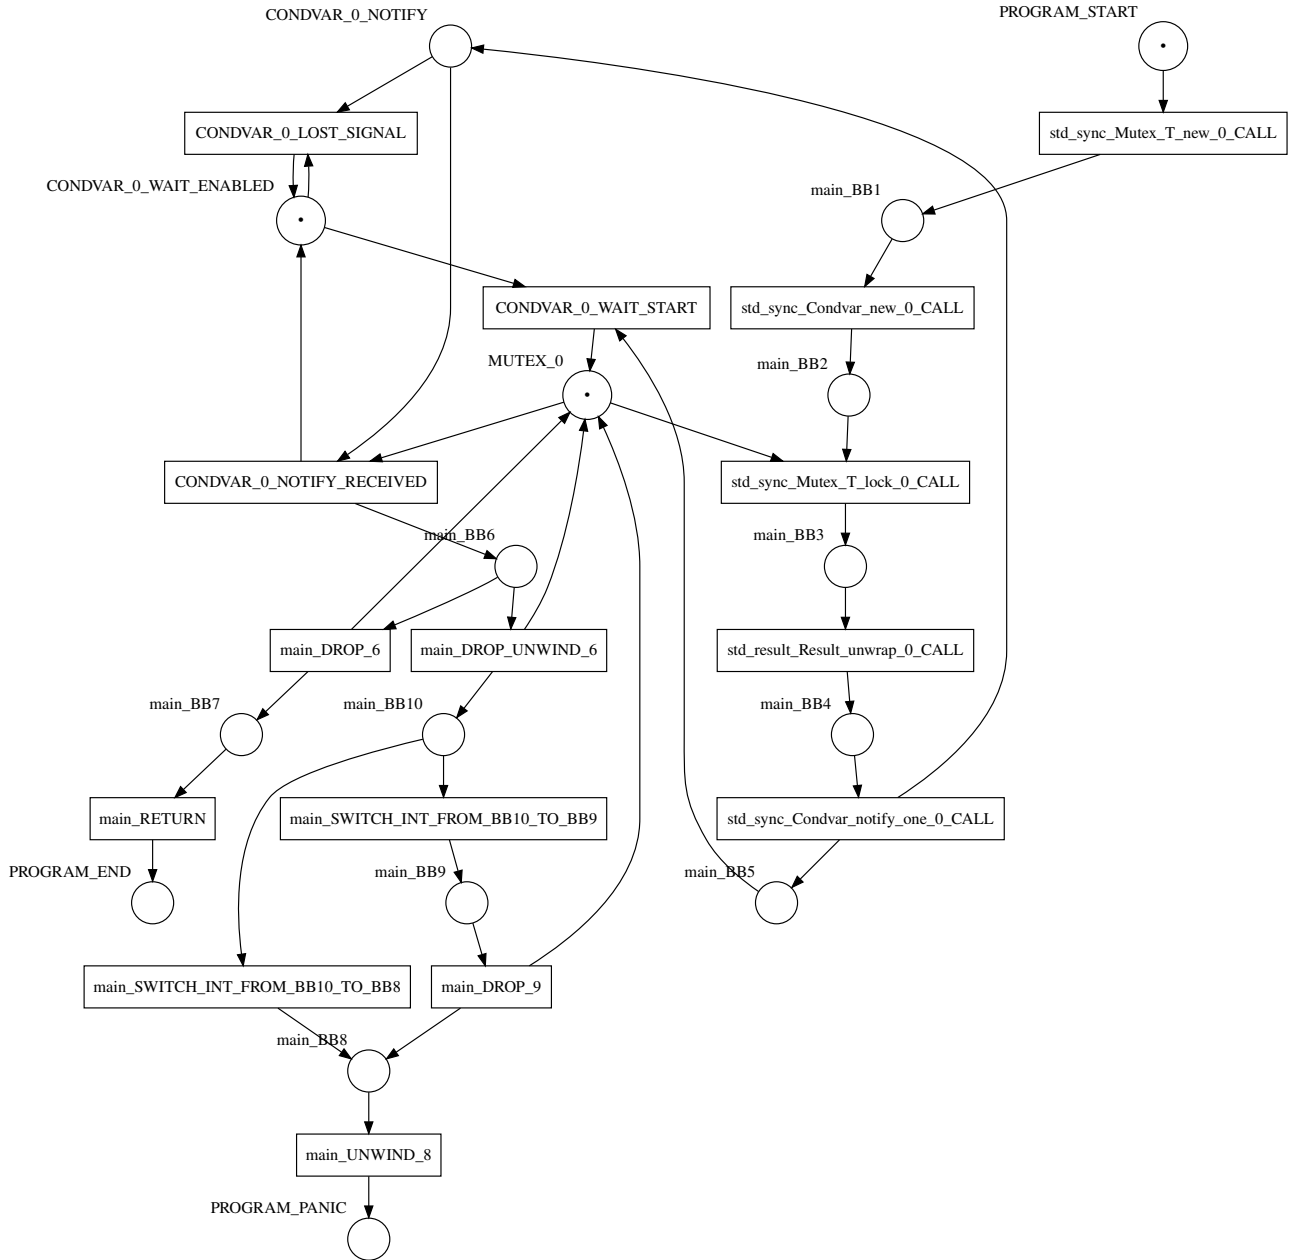 PROGRAM_START
CONDVAR_0_NOTIFY
CONDVAR_0_LOST_SIGNAL
std_sync_Mutex_T_new_0_CALL
CONDVAR_0_WAIT_ENABLED
main_BB1
CONDVAR_0_WAIT_START
std_sync_Condvar_new_0_CALL
MUTEX_0
main_BB2
CONDVAR_0_NOTIFY_RECEIVED
std_sync_Mutex_T_lock_0_CALL
main_BB6
main_BB3
main_DROP_6
main_DROP_UNWIND_6
std_result_Result_unwrap_0_CALL
main_BB7
main_BB10
main_BB4
main_RETURN
main_SWITCH_INT_FROM_BB10_TO_BB9
std_sync_Condvar_notify_one_0_CALL
PROGRAM_END
main_BB9
main_BB5
main_SWITCH_INT_FROM_BB10_TO_BB8
main_DROP_9
main_BB8
main_UNWIND_8
PROGRAM_PANIC